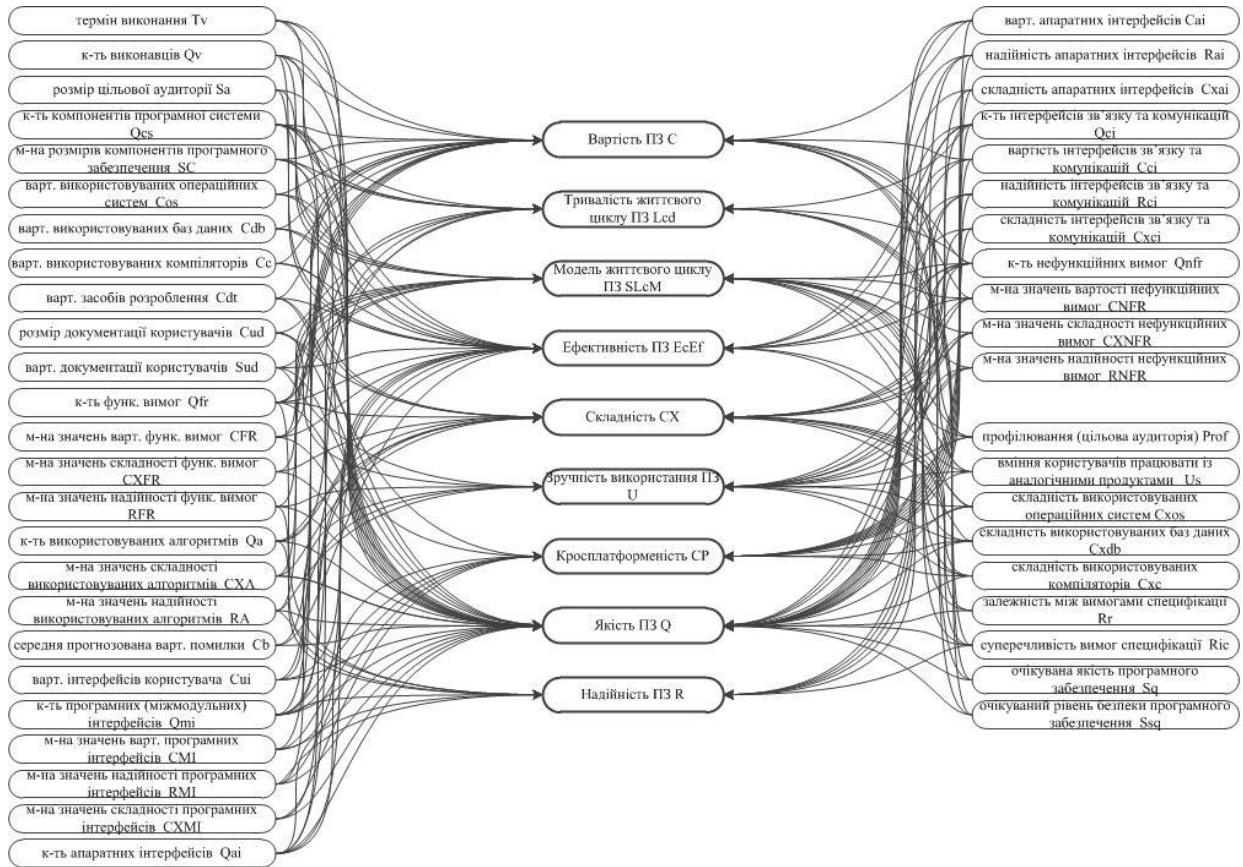 термін виконання Tv
к-ть виконавців Qv
розмір цільової аудиторії Sa
к-ть компонентів програмної системи
Qcs
м-на розмірів компонентів програмного
забезпечення SC
варт. використовуваних операційних
систем Cos
варт. використовуваних баз даних Cdb
варт. використовуваних компіляторів Cc
варт. засобів розроблення Cdt
розмір документації користувачів Cud
варт. документації користувачів Sud
к-ть функ. вимог Qfr
м-на значень варт. функ. вимог CFR
м-на значень складності функ. вимог
CXFR
м-на значень надійності функ. вимог
RFR
к-ть використовуваних алгоритмів Qa
м-на значень складності
використовуваних алгоритмів CXA
м-на значень надійності
використовуваних алгоритмів RA
середня прогнозована варт. помилки Cb
варт. інтерфейсів користувача Cui
к-ть програмних (міжмодульних)
інтерфейсів Qmi
м-на значень варт. програмних
інтерфейсів CMI
м-на значень надійності програмних
інтерфейсів RMI
м-на значень складності програмних
інтерфейсів CXMI
к-ть апаратних інтерфейсів Qai
Вартість ПЗ C
Тривалість життєвого
циклу ПЗ Lcd
Модель життєвого циклу
ПЗ SLcM
Ефективність ПЗ EcEf
Складність CX
Зручність використання ПЗ
U
Кросплатформеність CP
Якість ПЗ Q
Надійність ПЗ R
варт. апаратних інтерфейсів Cai
надійність апаратних інтерфейсів Rai
складність апаратних інтерфейсів Cxai
к-ть інтерфейсів зв’язку та комунікацій
Qci
вартість інтерфейсів зв’язку та
комунікацій Cci
надійність інтерфейсів зв’язку та
комунікацій Rci
складність інтерфейсів зв’язку та
комунікацій Cxci
к-ть нефункційних вимог Qnfr
м-на значень вартості нефункційних
вимог CNFR
м-на значень складності нефункційних
вимог CXNFR
м-на значень надійності нефункційних
вимог RNFR
профілювання (цільова аудиторія) Prof
вміння користувачів працювати із
аналогічними продуктами Us
складність використовуваних
операційних систем Cxos
складність використовуваних баз даних
Cxdb
складність використовуваних
компіляторів Cxc
залежність між вимогами специфікації
Rr
суперечливість вимог специфікації Ric
очікувана якість програмного
забезпечення Sq
очікуваний рівень безпеки програмного
забезпечення Ssq